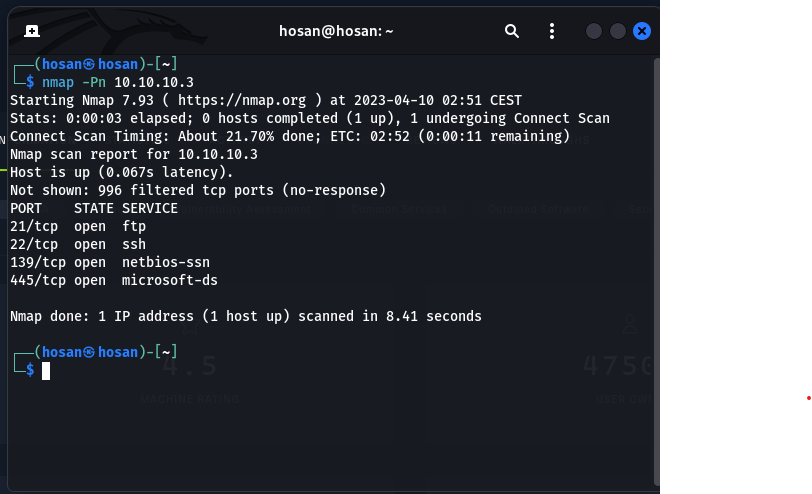 hosan@hosan: ~
┌──(hosan㉿hosan)-[~]
└─$ nmap -Pn 10.10.10.3
Starting Nmap 7.93 ( https://nmap.org ) at 2023-04-10 02:51 CEST
Stats: 0:00:03 elapsed; 0 hosts completed (1 up), 1 undergoing Connect Scan
Connect Scan Timing: About 21.70% done; ETC: 02:52 (0:00:11 remaining)
Nmap scan report for 10.10.10.3
Host is up (0.067s latency).
Not shown: 996 filtered tcp ports (no-response)
PORT    STATE SERVICE
21/tcp  open  ftp
22/tcp  open  ssh
139/tcp open  netbios-ssn
445/tcp open  microsoft-ds
Nmap done: 1 IP address (1 host up) scanned in 8.41 seconds
┌──(hosan㉿hosan)-[~]
└─$
4.5
4750
MACHINE RATING